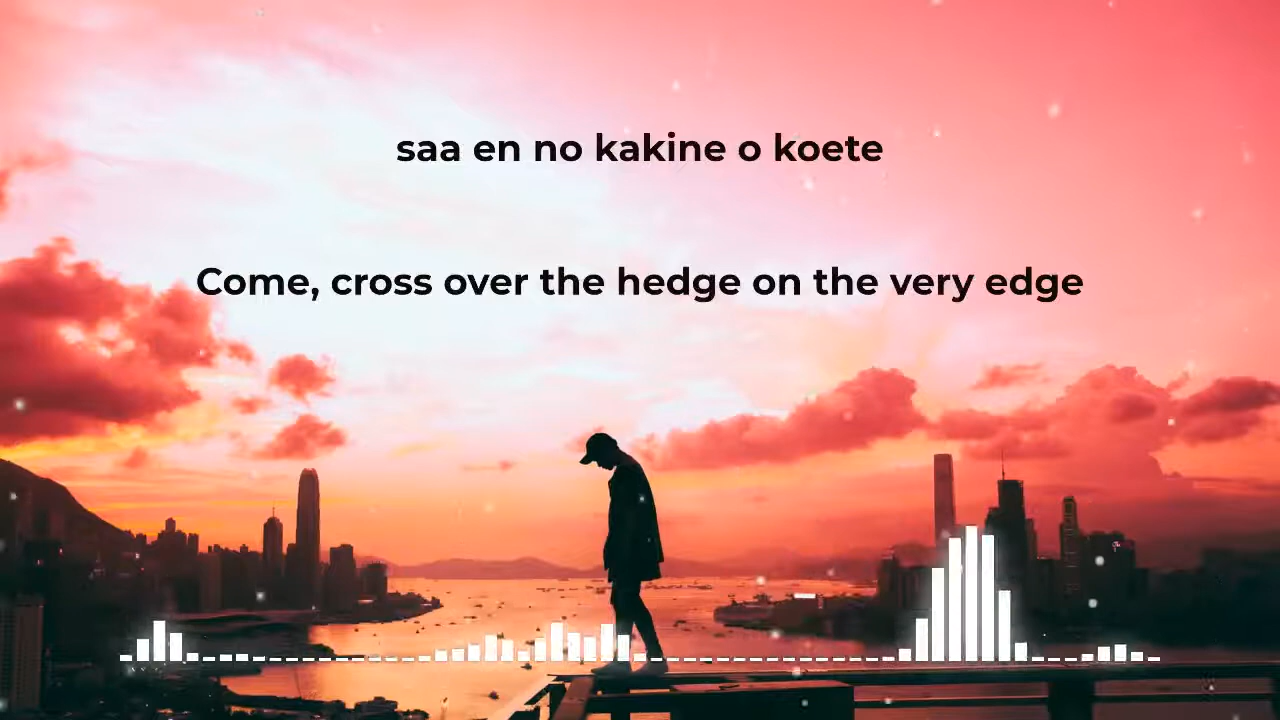 saa en no kakine o koete
Come, cross over the hedge on the very edge